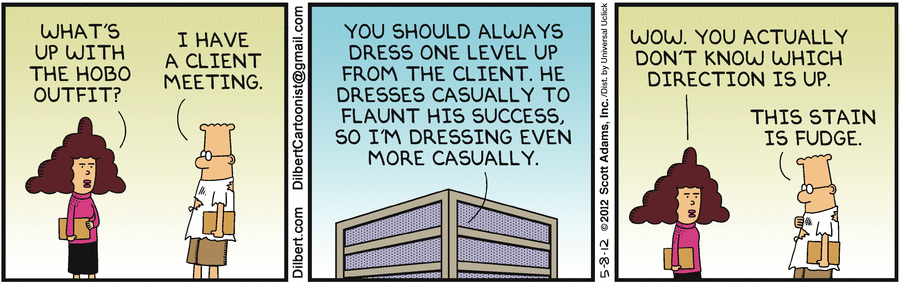 WHAT'S
UP WITH
THE HOBO
OUTFIT?
I HAVE
A CLIENT
MEETING.
Dilbert.com DilbertCartoonist@gmail.com
YOU SHOULD ALWAYS
DRESS ONE LEVEL UP
FROM THE CLIENT. HE
DRESSES CASUALLY TO
FLAUNT HIS SUCCESS,
SO I'M DRESSING EVEN
MORE CASUALLY.
5-8-12 ©2012 Scott Adams, Inc./Dist. by Universal Uclick
WOW. YOU ACTUALLY
DON'T KNOW WHICH
DIRECTION IS UP.
THIS STAIN
IS FUDGE.